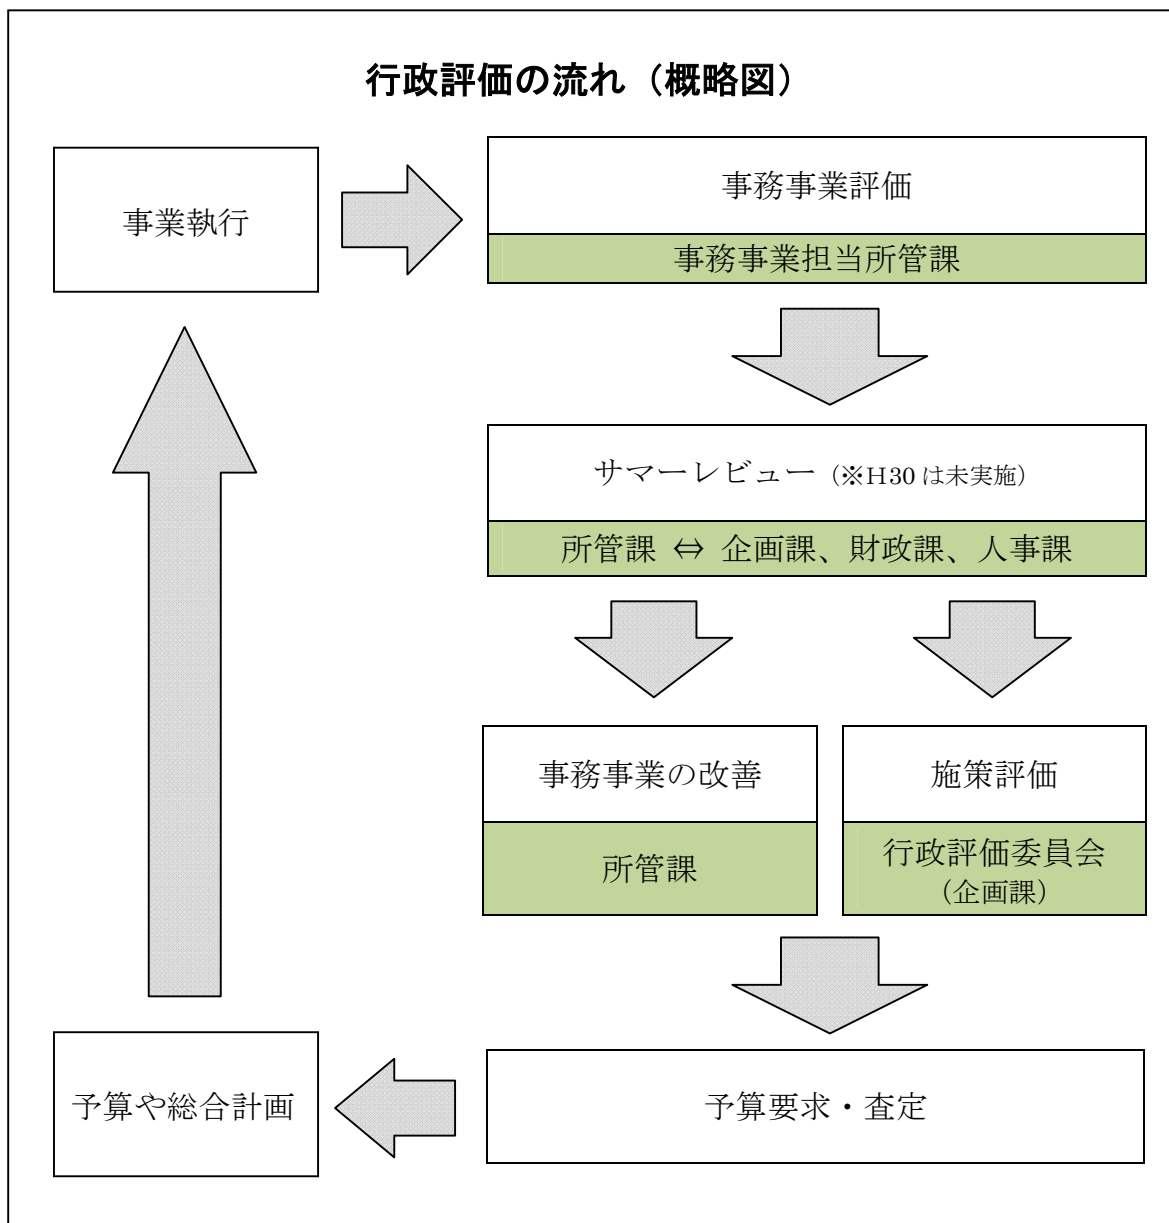 行政評価の流れ（概略図）
事業執行
事務事業評価
事務事業担当所管課
サマーレビュー（※H30は未実施）
所管課 ⇔ 企画課、財政課、人事課
事務事業の改善
所管課
施策評価
行政評価委員会
（企画課）
予算要求・査定
予算や総合計画